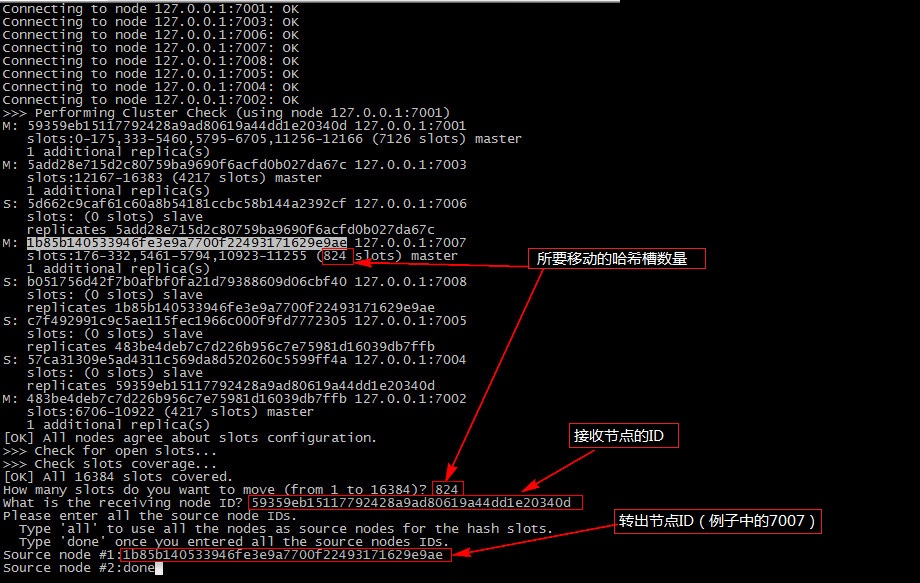 Connecting to node 127.0.0.1:7001: OK
Connecting to node 127.0.0.1:7003: OK
Connecting to node 127.0.0.1:7006: OK
Connecting to node 127.0.0.1:7007: OK
Connecting to node 127.0.0.1:7008: OK
Connecting to node 127.0.0.1:7005: OK
Connecting to node 127.0.0.1:7004: OK
Connecting to node 127.0.0.1:7002: OK
>>> Performing Cluster Check (using node 127.0.0.1:7001)
M: 59359eb15117792428a9ad80619a44dd1e20340d 127.0.0.1:7001
slots:0-175,333-5460,5795-6705,11256-12166 (7126 slots) master
1 additional replica(s)
M: 5add28e715d2c80759ba9690f6acfd0b027da67c 127.0.0.1:7003
slots:12167-16383 (4217 slots) master
1 additional replica(s)
S: 5d662c9caf61c60a8b54181ccbc58b144a2392cf 127.0.0.1:7006
slots: (0 slots) slave
replicates 5add28e715d2c80759ba9690f6acfd0b027da67c
M: 1b85b140533946fe3e9a7700f22493171629e9ae 127.0.0.1:7007
slots:176-332,5461-5794,10923-11255 (824 slots) master
所要移动的哈希槽数量
1 additional replica(s)
S: b051756d42f7b0afbf0fa21d79388609d06cbf40 127.0.0.1:7008
slots: (0 slots) slave
replicates 1b85b140533946fe3e9a7700f22493171629e9ae
S: c7f492991c9c5ae115fec1966c000f9fd7772305 127.0.0.1:7005
slots: (0 slots) slave
replicates 483be4deb7c7d226b956c7e75981d16039db7ffb
S: 57ca31309e5ad4311c569da8d520260c5599ff4a 127.0.0.1:7004
slots: (0 slots) slave
replicates 59359eb15117792428a9ad80619a44dd1e20340d
M: 483be4deb7c7d226b956c7e75981d16039db7ffb 127.0.0.1:7002
slots:6706-10922 (4217 slots) master
1 additional replica(s)
[OK] All nodes agree about slots configuration.
接收节点的ID
>>> Check for open slots...
>>> Check slots coverage...
[OK] All 16384 slots covered.
How many slots do you want to move (from 1 to 16384)? 824
What is the receiving node ID? 59359eb15117792428a9ad80619a44dd1e20340d
Please enter all the source node IDs.
转出节点ID（例子中的7007）
Type 'all' to use all the nodes as source nodes for the hash slots.
Type 'done' once you entered all the source nodes IDs.
Source node #1:1b85b140533946fe3e9a7700f22493171629e9ae
Source node #2:done